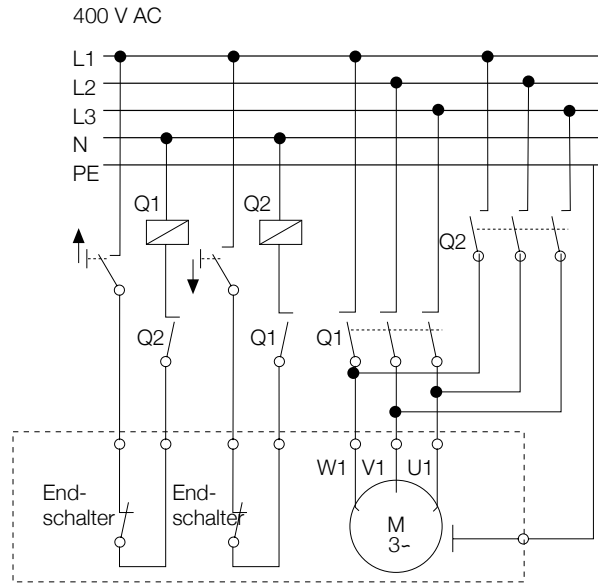 400 V AC
L1
L2
L3
N
PE
Q1
Q2
Q2
Q2
Q1
Q1
W1 V1 U1
End-
schalter
End-
schalter
M
3~